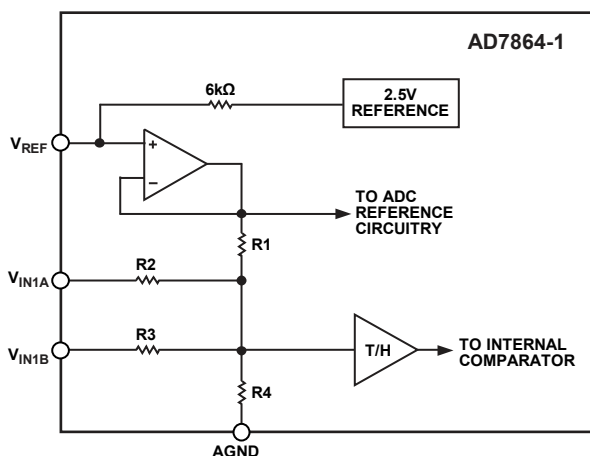 AD7864-1
6kΩ
2.5V
REFERENCE
VREF
+
–
TO ADC
REFERENCE
CIRCUITRY
R1
VIN1A
R2
VIN1B
R3
T/H
TO INTERNAL
COMPARATOR
R4
AGND